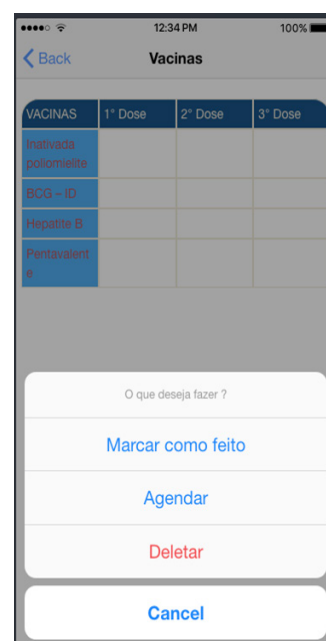 12:34 PM 100%
Back Vacinas
VACINAS 1° Dose 2° Dose 3° Dose
Inativada
poliomielite
BCG – ID
Hepatite B
Pentavalent
e
O que deseja fazer ?
Marcar como feito
Agendar
Deletar
Cancel